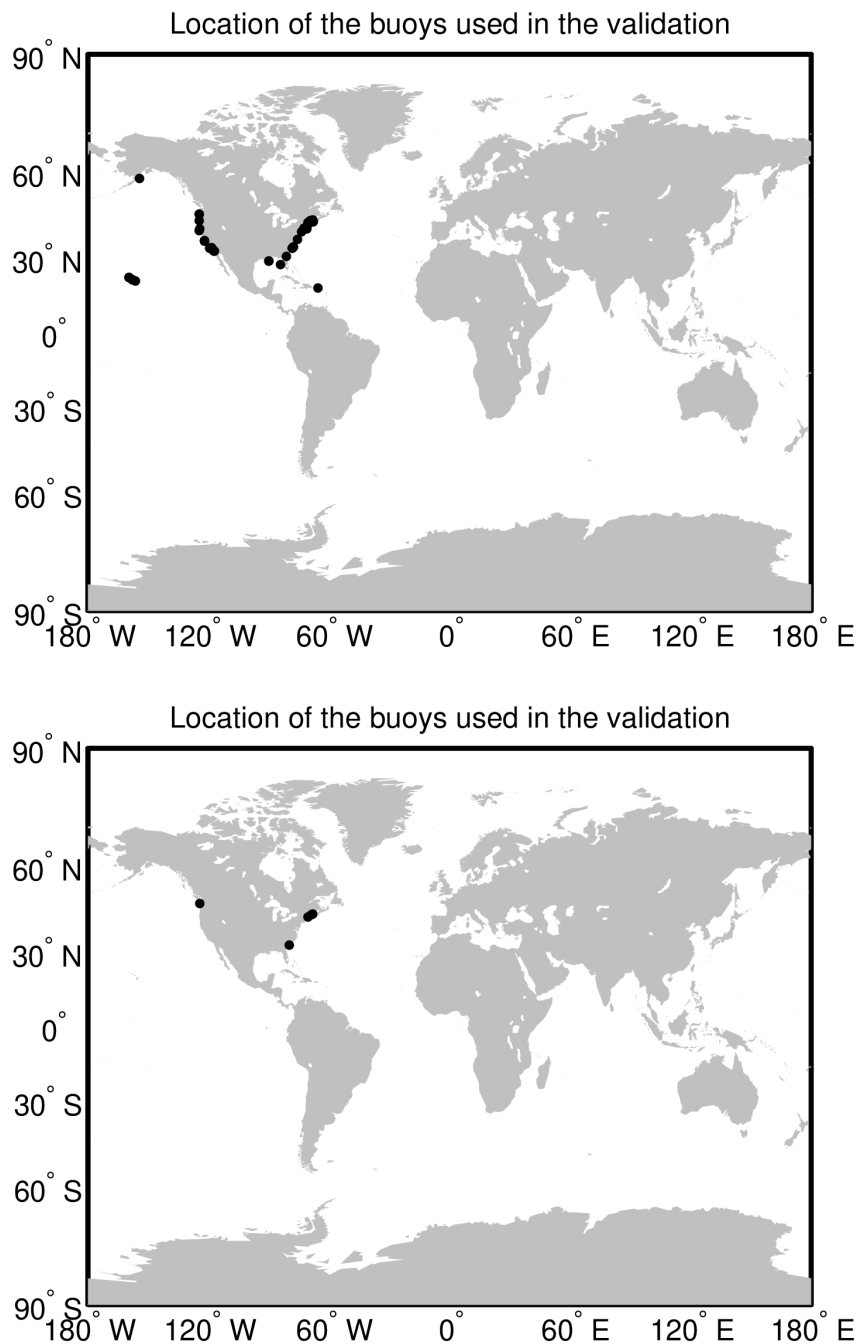 Location of the buoys used in the validation
90° N
60° N
30° N
0°
30° S
60° S
90° S
180° W 120° W 60° W 0° 60° E 120° E 180° E
Location of the buoys used in the validation
90° N
60° N
30° N
0°
30° S
60° S
90° S
180° W 120° W 60° W 0° 60° E 120° E 180° E